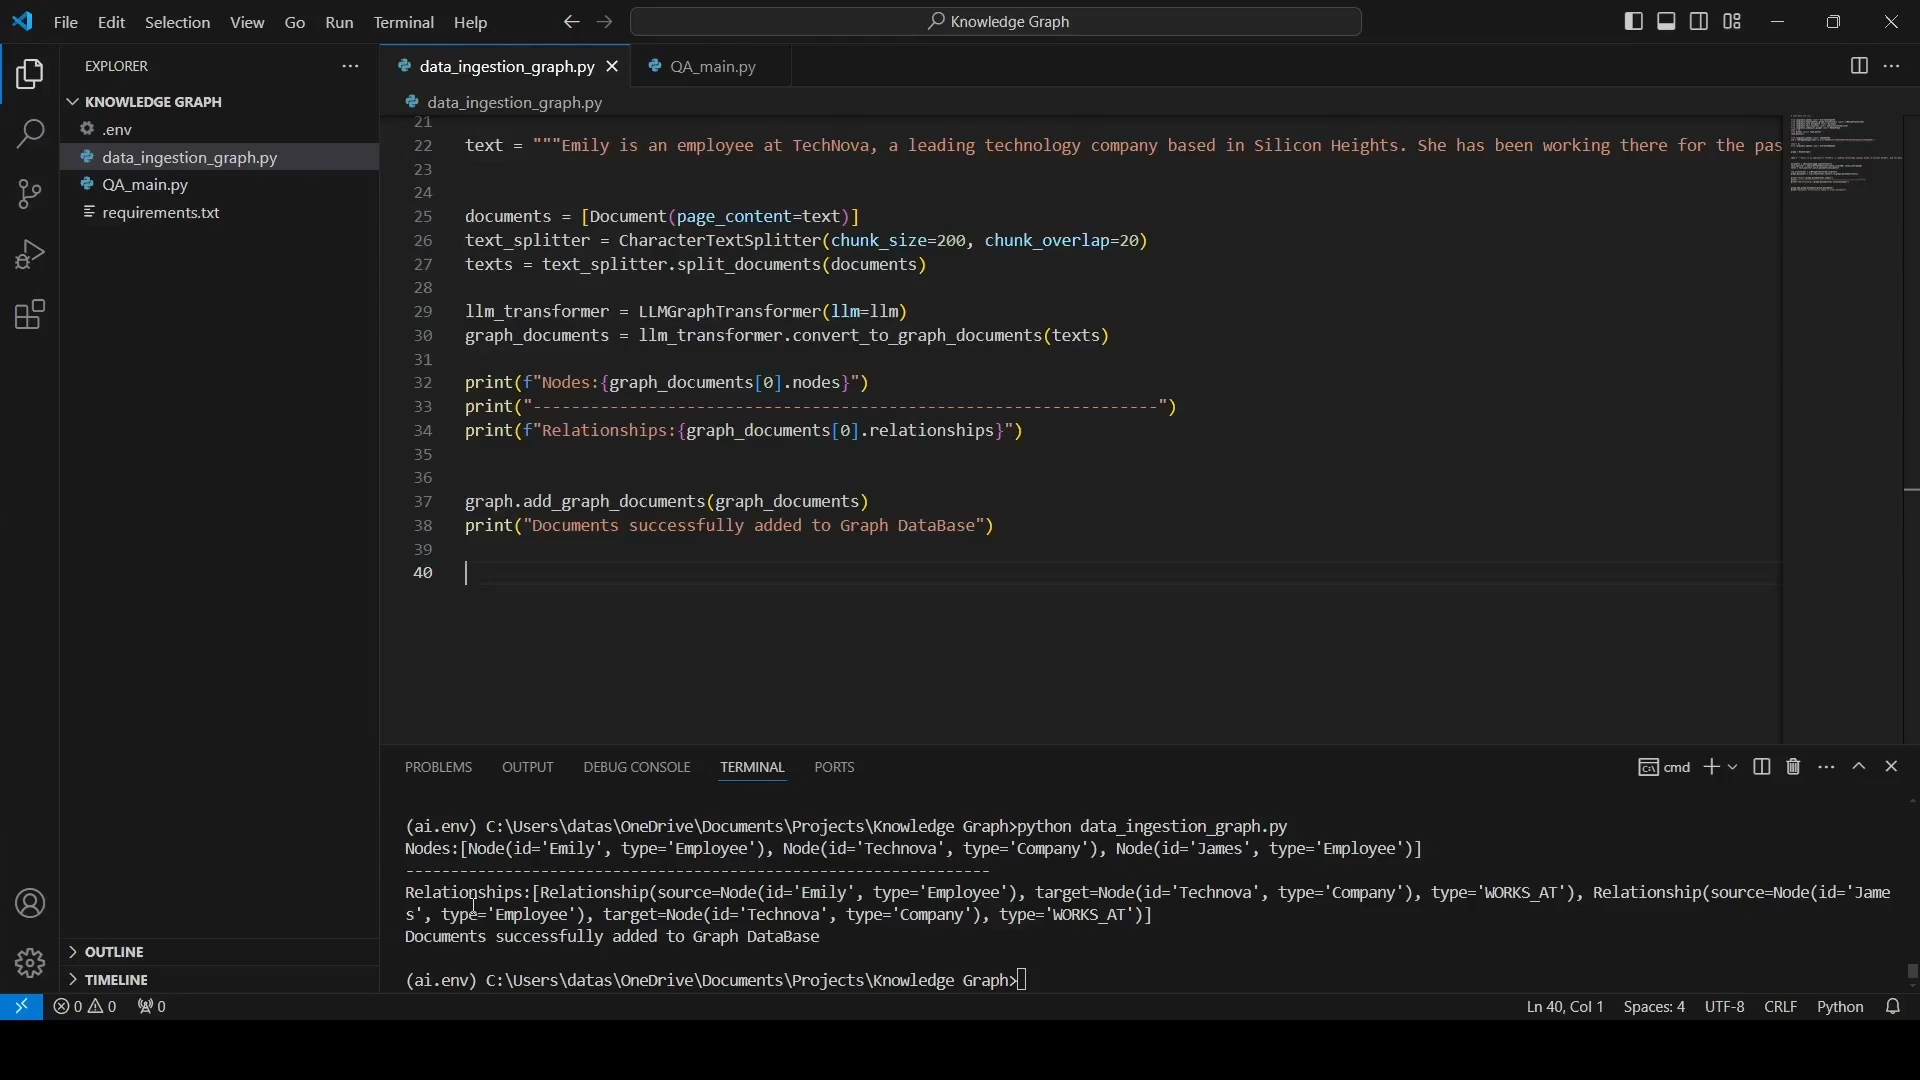 File Edit Selection View Go Run Terminal Help
Knowledge Graph
EXPLORER
KNOWLEDGE GRAPH
.env
data_ingestion_graph.py
QA_main.py
requirements.txt
OUTLINE
TIMELINE
data_ingestion_graph.py
QA_main.py
data_ingestion_graph.py
21
22 text = """Emily is an employee at TechNova, a leading technology company based in Silicon Heights. She has been working there for the pas
23
24
25 documents = [Document(page_content=text)]
26 text_splitter = CharacterTextSplitter(chunk_size=200, chunk_overlap=20)
27 texts = text_splitter.split_documents(documents)
28
29 llm_transformer = LLMGraphTransformer(llm=llm)
30 graph_documents = llm_transformer.convert_to_graph_documents(texts)
31
32 print(f"Nodes:{graph_documents[0].nodes}")
33 print("-----------------------------------------------------------------")
34 print(f"Relationships:{graph_documents[0].relationships}")
35
36
37 graph.add_graph_documents(graph_documents)
38 print("Documents successfully added to Graph DataBase")
39
40
PROBLEMS OUTPUT DEBUG CONSOLE TERMINAL PORTS
cmd
(ai.env) C:\Users\datas\OneDrive\Documents\Projects\Knowledge Graph>python data_ingestion_graph.py
Nodes:[Node(id='Emily', type='Employee'), Node(id='Technova', type='Company'), Node(id='James', type='Employee')]
-----------------------------------------------------------------
Relationships:[Relationship(source=Node(id='Emily', type='Employee'), target=Node(id='Technova', type='Company'), type='WORKS_AT'), Relationship(source=Node(id='Jame
s', type='Employee'), target=Node(id='Technova', type='Company'), type='WORKS_AT')]
Documents successfully added to Graph DataBase
(ai.env) C:\Users\datas\OneDrive\Documents\Projects\Knowledge Graph>
0 0 0
Ln 40, Col 1 Spaces: 4 UTF-8 CRLF Python